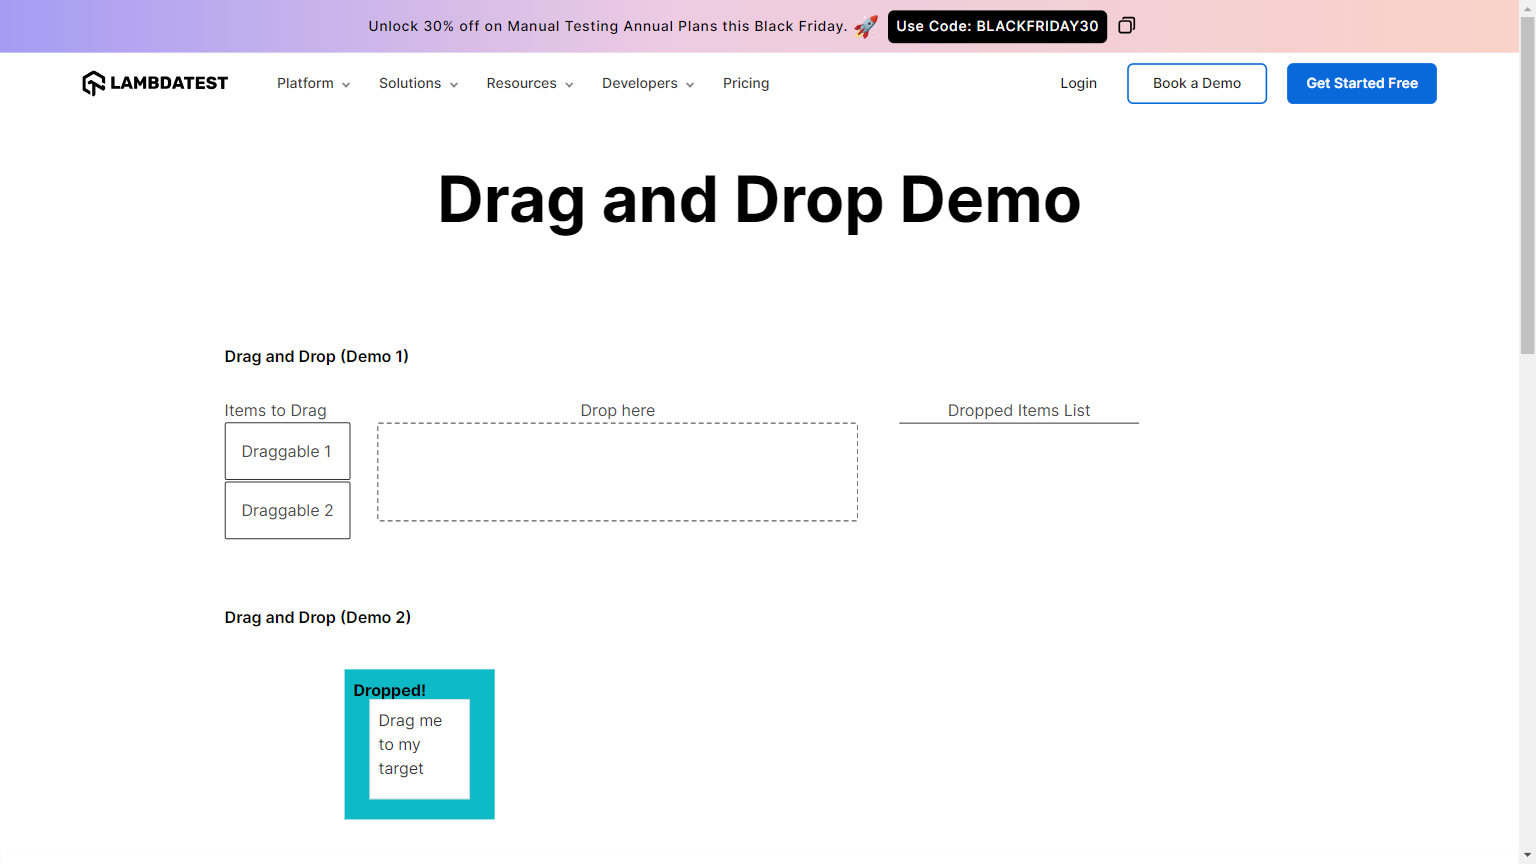 Unlock 30% off on Manual Testing Annual Plans this Black Friday. 🚀 Use Code: BLACKFRIDAY30
LAMBDATEST Platform Solutions Resources Developers Pricing Login Book a Demo Get Started Free
Drag and Drop Demo
Drag and Drop (Demo 1)
Items to Drag Drop here Dropped Items List
Draggable 1
Draggable 2
Drag and Drop (Demo 2)
Dropped!
Drag me
to my
target